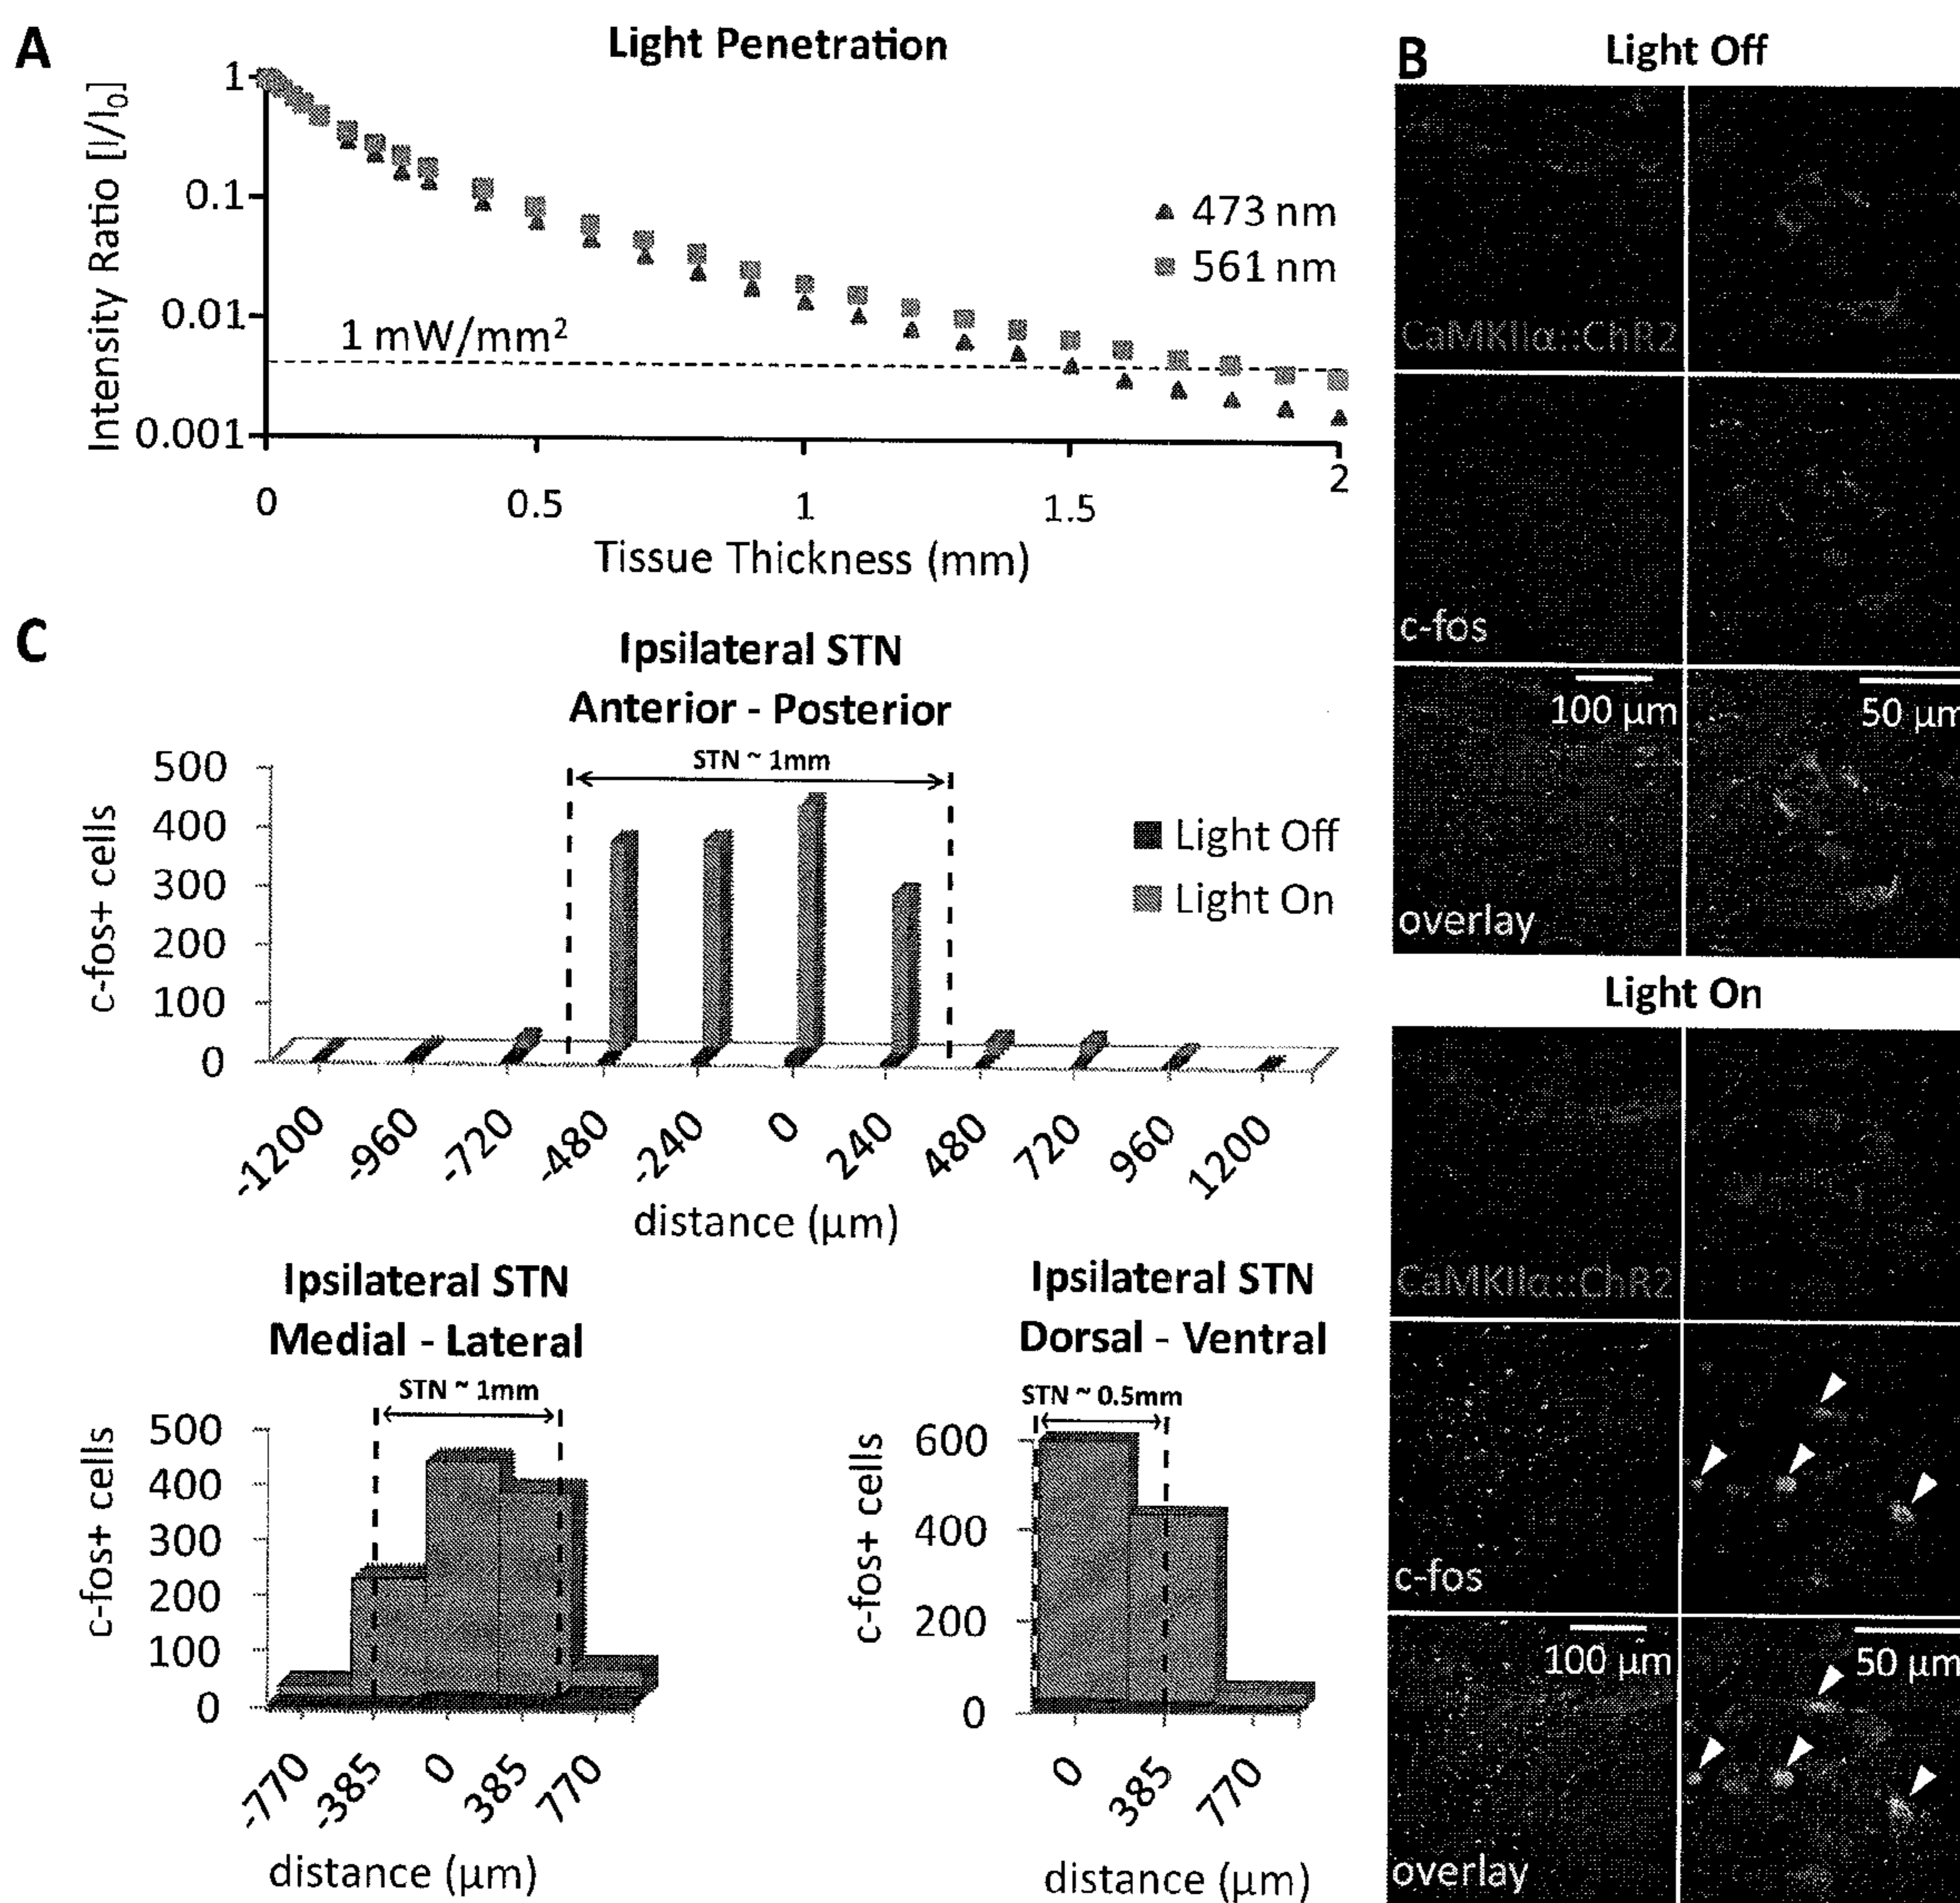 A
Light Penetration
Intensity Ratio [I/I0]
1
0.1
0.01
0.001
1 mW/mm2
473 nm
561 nm
0
0.5
1
1.5
2
Tissue Thickness (mm)
B
Light Off
CaMKIIα::ChR2
c-fos
100 μm
50 μm
overlay
Light On
CaMKIIα::ChR2
c-fos
100 μm
50 μm
overlay
C
Ipsilateral STN
Anterior - Posterior
STN ~ 1mm
c-fos+ cells
500
400
300
200
100
0
Light Off
Light On
-1200
-960
-720
-480
-240
0
240
480
720
960
1200
distance (μm)
Ipsilateral STN
Medial - Lateral
STN ~ 1mm
c-fos+ cells
500
400
300
200
100
0
-770
-385
0
385
770
distance (μm)
Ipsilateral STN
Dorsal - Ventral
STN ~ 0.5mm
c-fos+ cells
600
400
200
0
0
385
770
distance (μm)